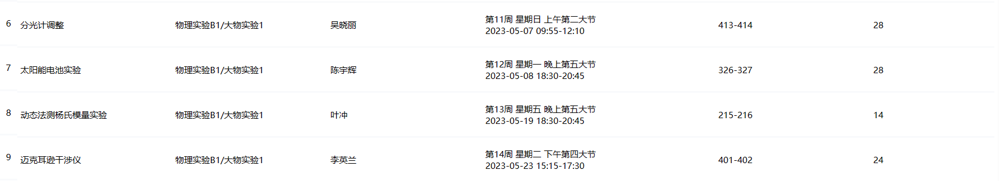 6 分光计调整 物理实验B1/大物实验1 吴晓丽 第11周 星期日 上午第二大节 413-414 28
2023-05-07 09:55-12:10
7 太阳能电池实验 物理实验B1/大物实验1 陈宇辉 第12周 星期一 晚上第五大节 326-327 28
2023-05-08 18:30-20:45
8 动态法测杨氏模量实验 物理实验B1/大物实验1 叶冲 第13周 星期五 晚上第五大节 215-216 14
2023-05-19 18:30-20:45
9 迈克耳逊干涉仪 物理实验B1/大物实验1 李英兰 第14周 星期二 下午第四大节 401-402 24
2023-05-23 15:15-17:30